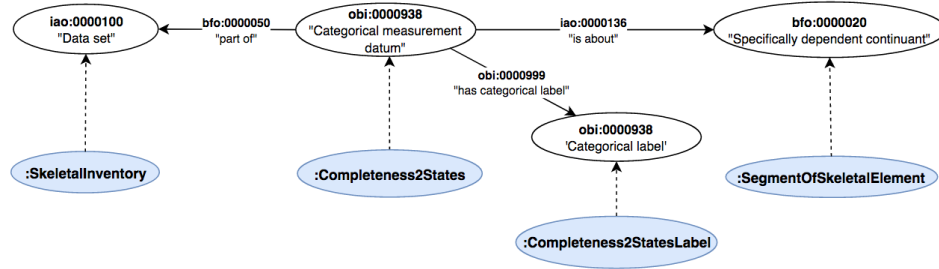 iao:0000100
"Data set"
bfo:0000050
"part of"
obi:0000938
"Categorical measurement
datum"
iao:0000136
"is about"
bfo:0000020
"Specifically dependent continuant"
obi:0000999
"has categorical label"
obi:0000938
'Categorical label'
:SkeletalInventory
:Completeness2States
:SegmentOfSkeletalElement
:Completeness2StatesLabel